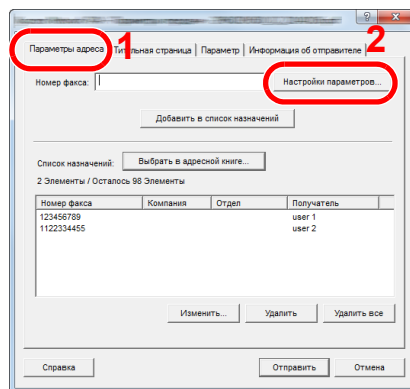 1
2
Параметры адреса Титульная страница Параметр Информация об отправителе
Номер факса: Настройки параметров...
Добавить в список назначений
Список назначений: Выбрать в адресной книге...
2 Элементы / Осталось 98 Элементы
Номер факса Компания Отдел Получатель
123456789 user 1
1122334455 user 2
Изменить... Удалить Удалить все
Справка Отправить Отмена